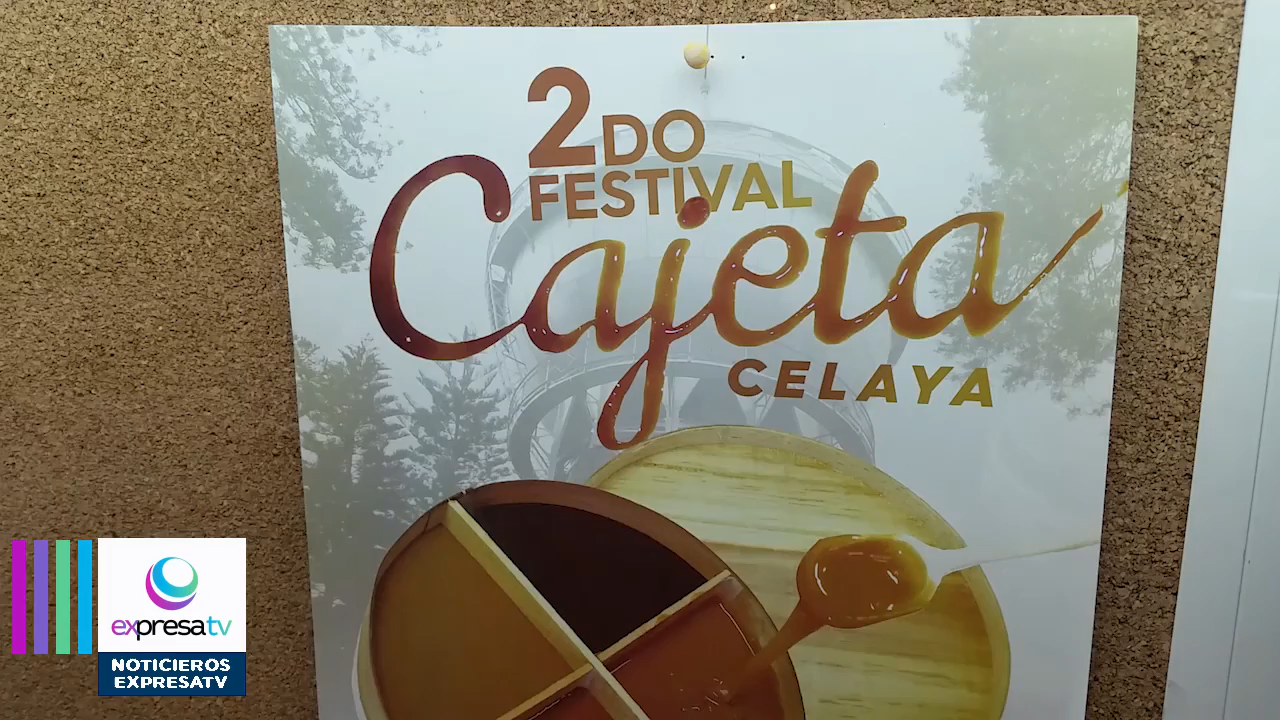 2DO
FESTIVAL
Cajeta
CELAYA
expresatv
NOTICIEROS
EXPRESATV